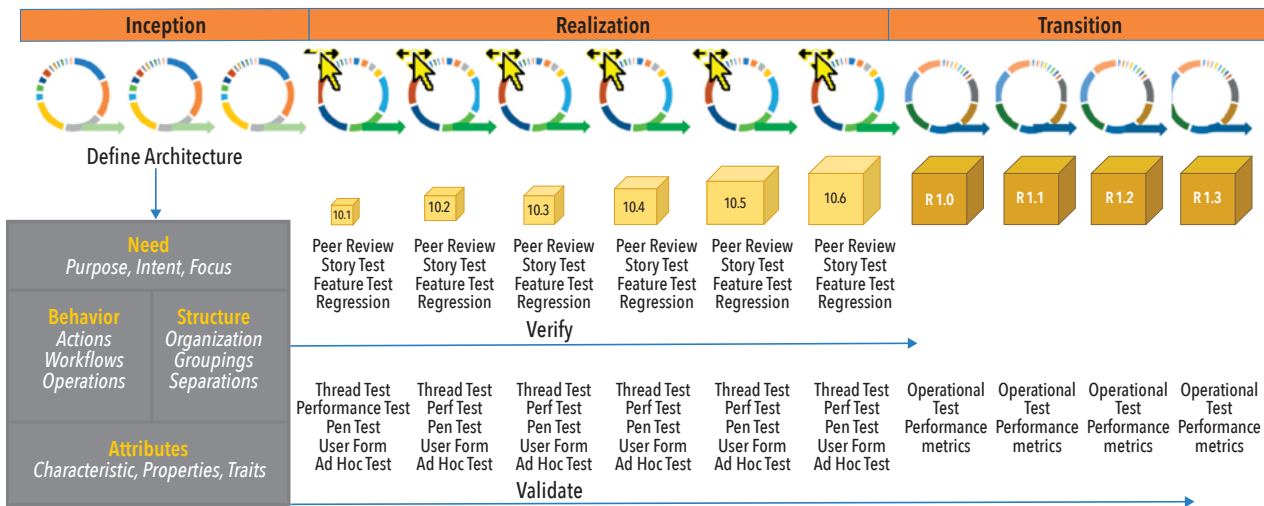 Inception
Realization
Transition
Define Architecture
10.1
10.2
10.3
10.4
10.5
10.6
R 1.0
R 1.1
R 1.2
R 1.3
Need
Purpose, Intent, Focus
Behavior
Actions
Workflows
Operations
Structure
Organization
Groupings
Separations
Attributes
Characteristic, Properties, Traits
Peer Review
Story Test
Feature Test
Regression
Peer Review
Story Test
Feature Test
Regression
Peer Review
Story Test
Feature Test
Regression
Peer Review
Story Test
Feature Test
Regression
Peer Review
Story Test
Feature Test
Regression
Peer Review
Story Test
Feature Test
Regression
Verify
Thread Test
Performance Test
Pen Test
User Form
Ad Hoc Test
Thread Test
Perf Test
Pen Test
User Form
Ad Hoc Test
Thread Test
Perf Test
Pen Test
User Form
Ad Hoc Test
Thread Test
Perf Test
Pen Test
User Form
Ad Hoc Test
Thread Test
Perf Test
Pen Test
User Form
Ad Hoc Test
Thread Test
Perf Test
Pen Test
User Form
Ad Hoc Test
Operational
Test
Performance
metrics
Operational
Test
Performance
metrics
Operational
Test
Performance
metrics
Operational
Test
Performance
metrics
Validate